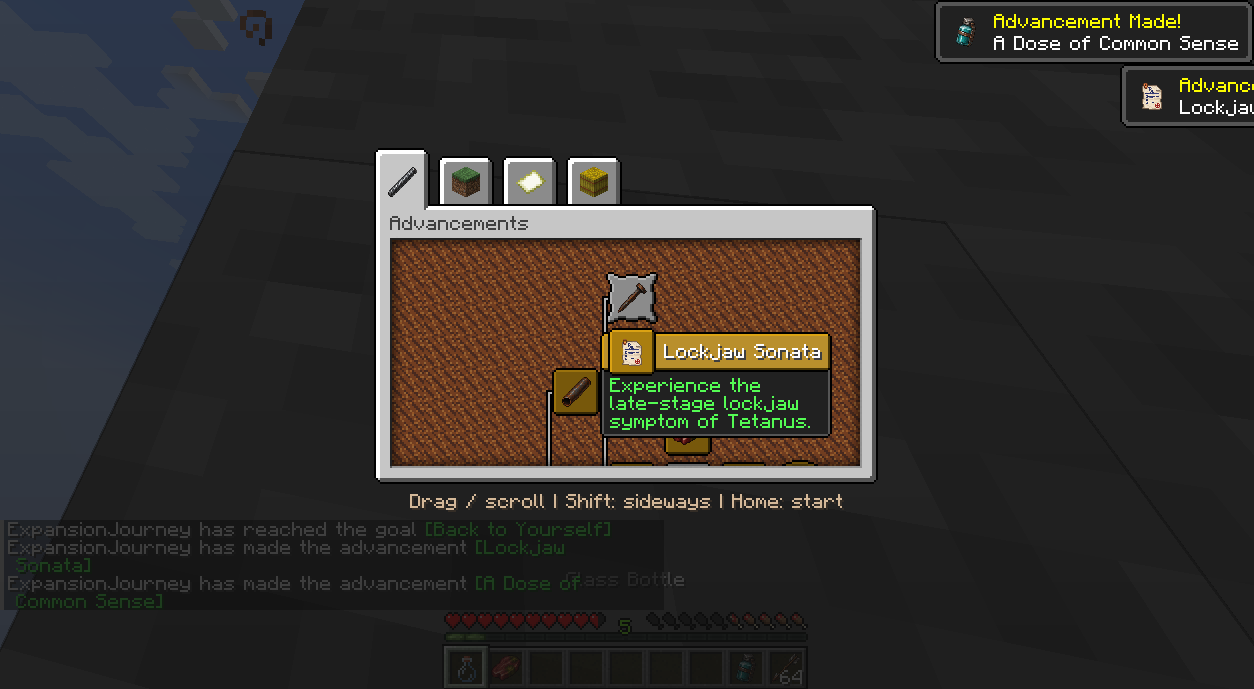 Advancement Made!
A Dose of Common Sense
Advanc
Lockjaw
Advancements
Lockjaw Sonata
Experience the
late-stage lockjaw
symptom of Tetanus.
Drag / scroll | Shift: sideways | Home: start
ExpansionJourney has reached the goal [Back to Yourself]
ExpansionJourney has made the advancement [Lockjaw
Sonata]
Glass Bottle
ExpansionJourney has made the advancement [A Dose of
Common Sense]
5
64